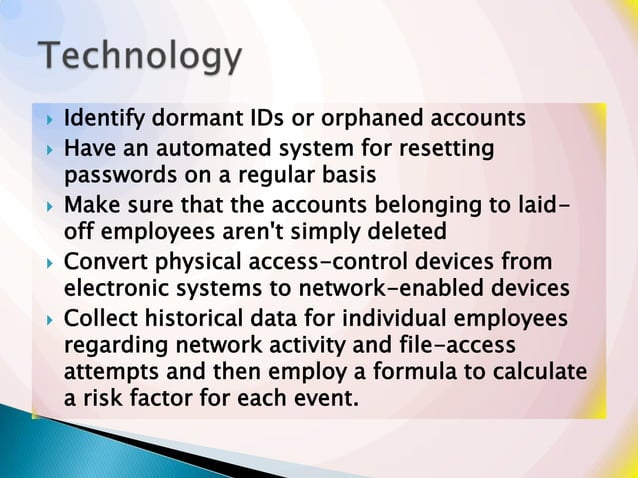 Technology
Identify dormant IDs or orphaned accounts
Have an automated system for resetting
passwords on a regular basis
Make sure that the accounts belonging to laid-
off employees aren't simply deleted
Convert physical access-control devices from
electronic systems to network-enabled devices
Collect historical data for individual employees
regarding network activity and file-access
attempts and then employ a formula to calculate
a risk factor for each event.